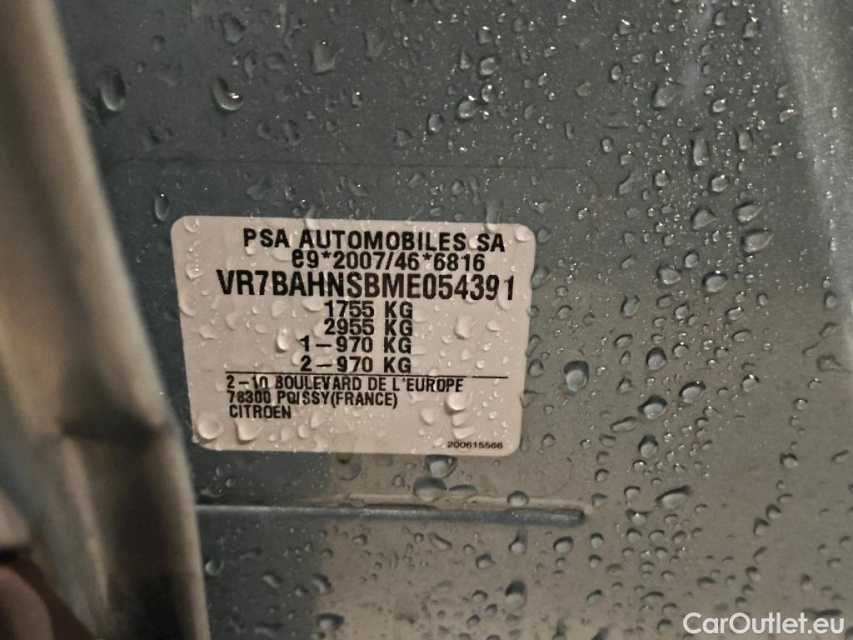 PSA AUTOMOBILES SA
e9*2007/46*6816
VR7BAHNSBME054391
1755 KG
2955 KG
1-970 KG
2-970 KG
2-10 BOULEVARD DE L'EUROPE
78300 POISSY(FRANCE)
CITROEN
200615566
CarOutlet.eu